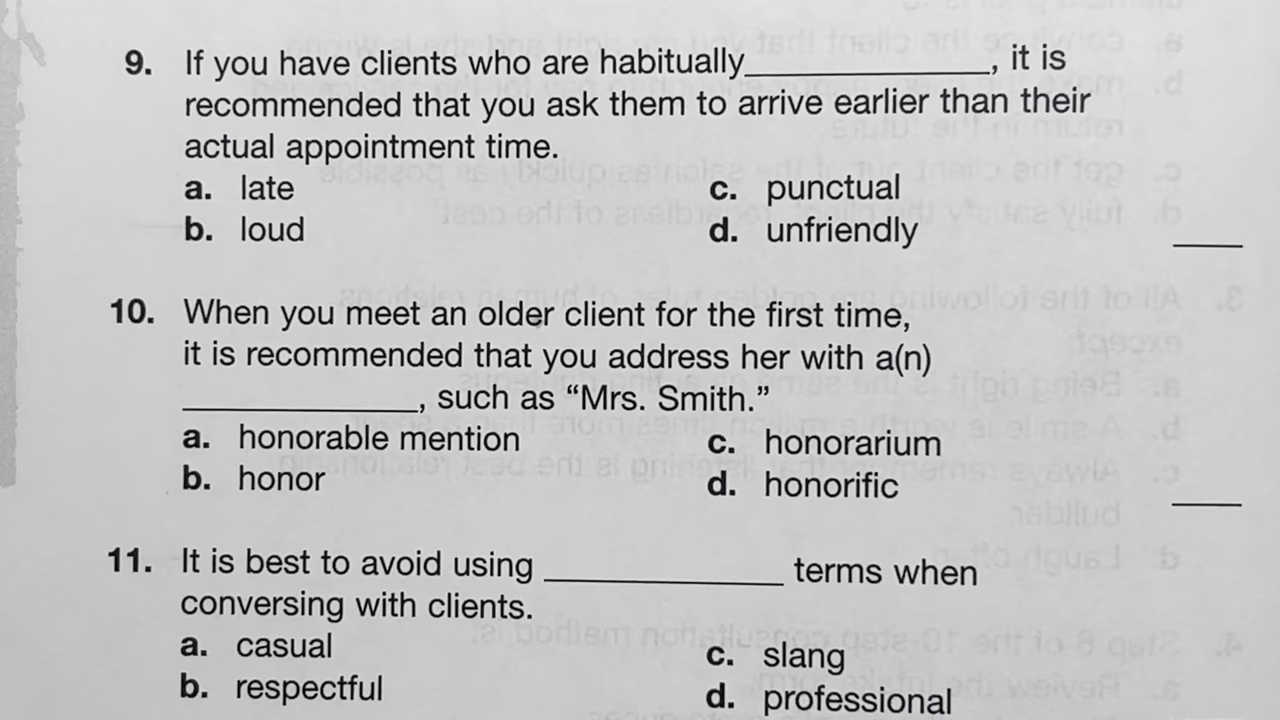 9. If you have clients who are habitually____________, it is
recommended that you ask them to arrive earlier than their
actual appointment time.
a. late
b. loud
c. punctual
d. unfriendly
10. When you meet an older client for the first time,
it is recommended that you address her with a(n)
____________, such as “Mrs. Smith.”
a. honorable mention
b. honor
c. honorarium
d. honorific
11. It is best to avoid using ____________ terms when
conversing with clients.
a. casual
b. respectful
c. slang
d. professional